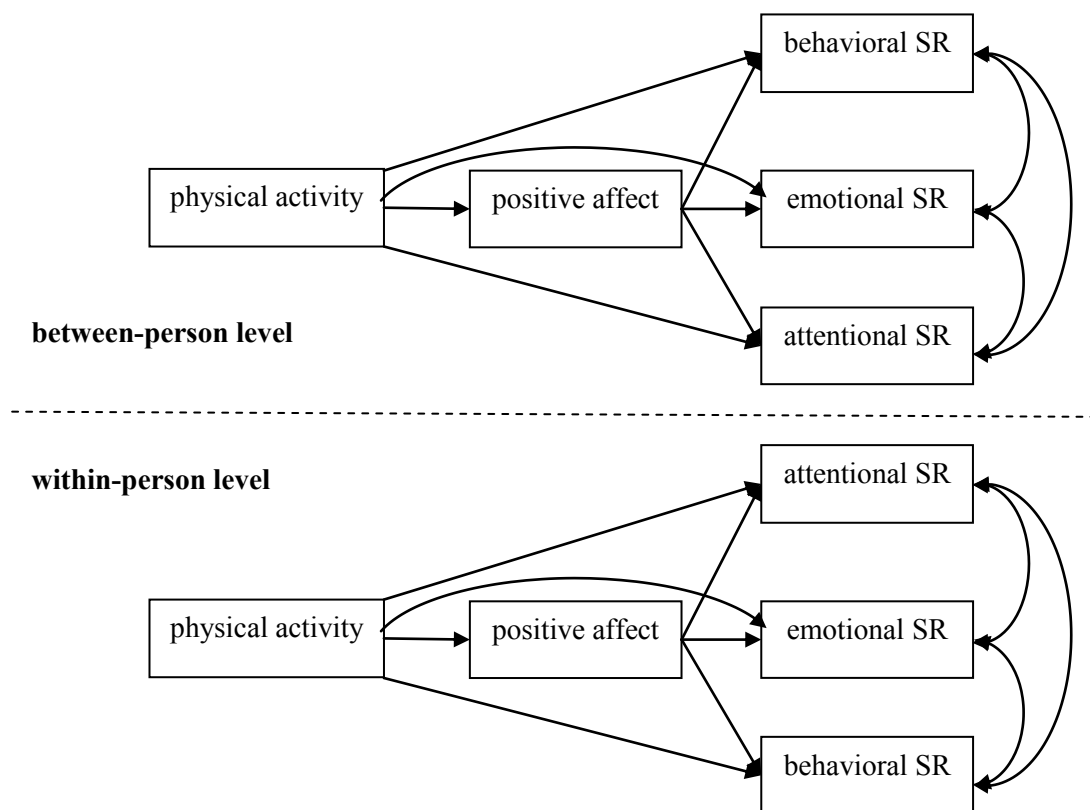 behavioral SR
physical activity
positive affect
emotional SR
between-person level
attentional SR
within-person level
attentional SR
physical activity
positive affect
emotional SR
behavioral SR